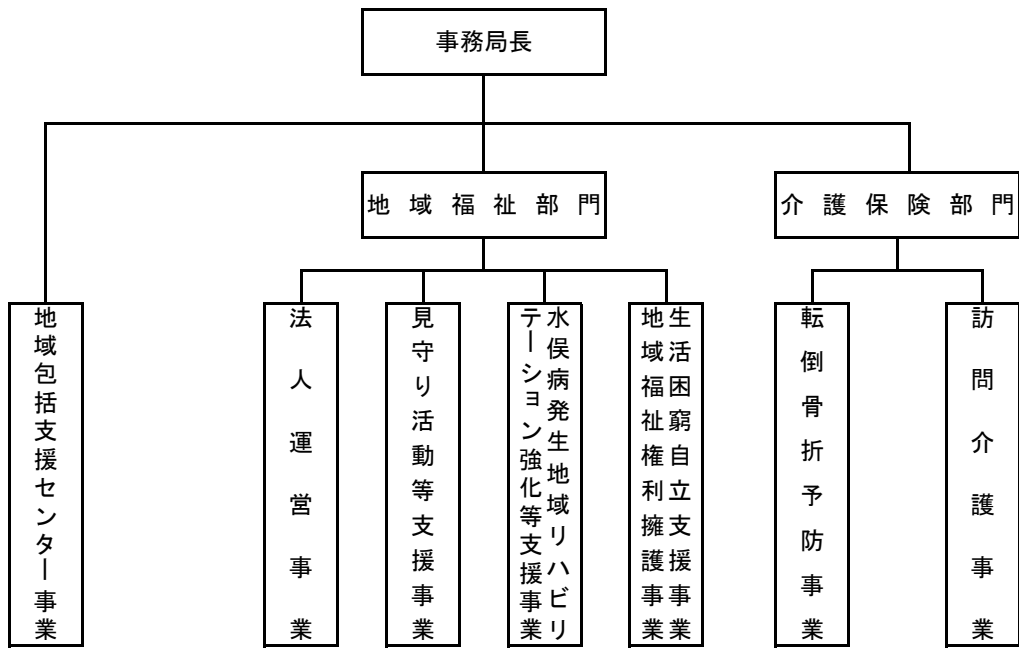 事務局長
地域福祉部門
介護保険部門
地域包括支援センター事業
法人運営事業
見守り活動等支援事業
水俣病発生地域リハビリ
テーション強化等支援事業
生活困窮自立支援事業
地域福祉権利擁護事業
転倒骨折予防事業
訪問介護事業